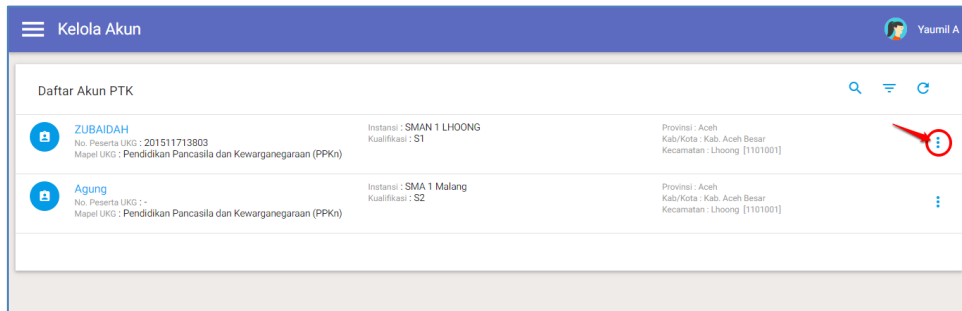 Kelola Akun
Yaumil A
Daftar Akun PTK
ZUBAIDAH
No. Peserta UKG : 201511713803
Mapel UKG : Pendidikan Pancasila dan Kewarganegaraan (PPKn)
Instansi : SMAN 1 LHOONG
Kualifikasi : S1
Provinsi : Aceh
Kab/Kota : Kab. Aceh Besar
Kecamatan : Lhoong [1101001]
Agung
No. Peserta UKG : -
Mapel UKG : Pendidikan Pancasila dan Kewarganegaraan (PPKn)
Instansi : SMA 1 Malang
Kualifikasi : S2
Provinsi : Aceh
Kab/Kota : Kab. Aceh Besar
Kecamatan : Lhoong [1101001]